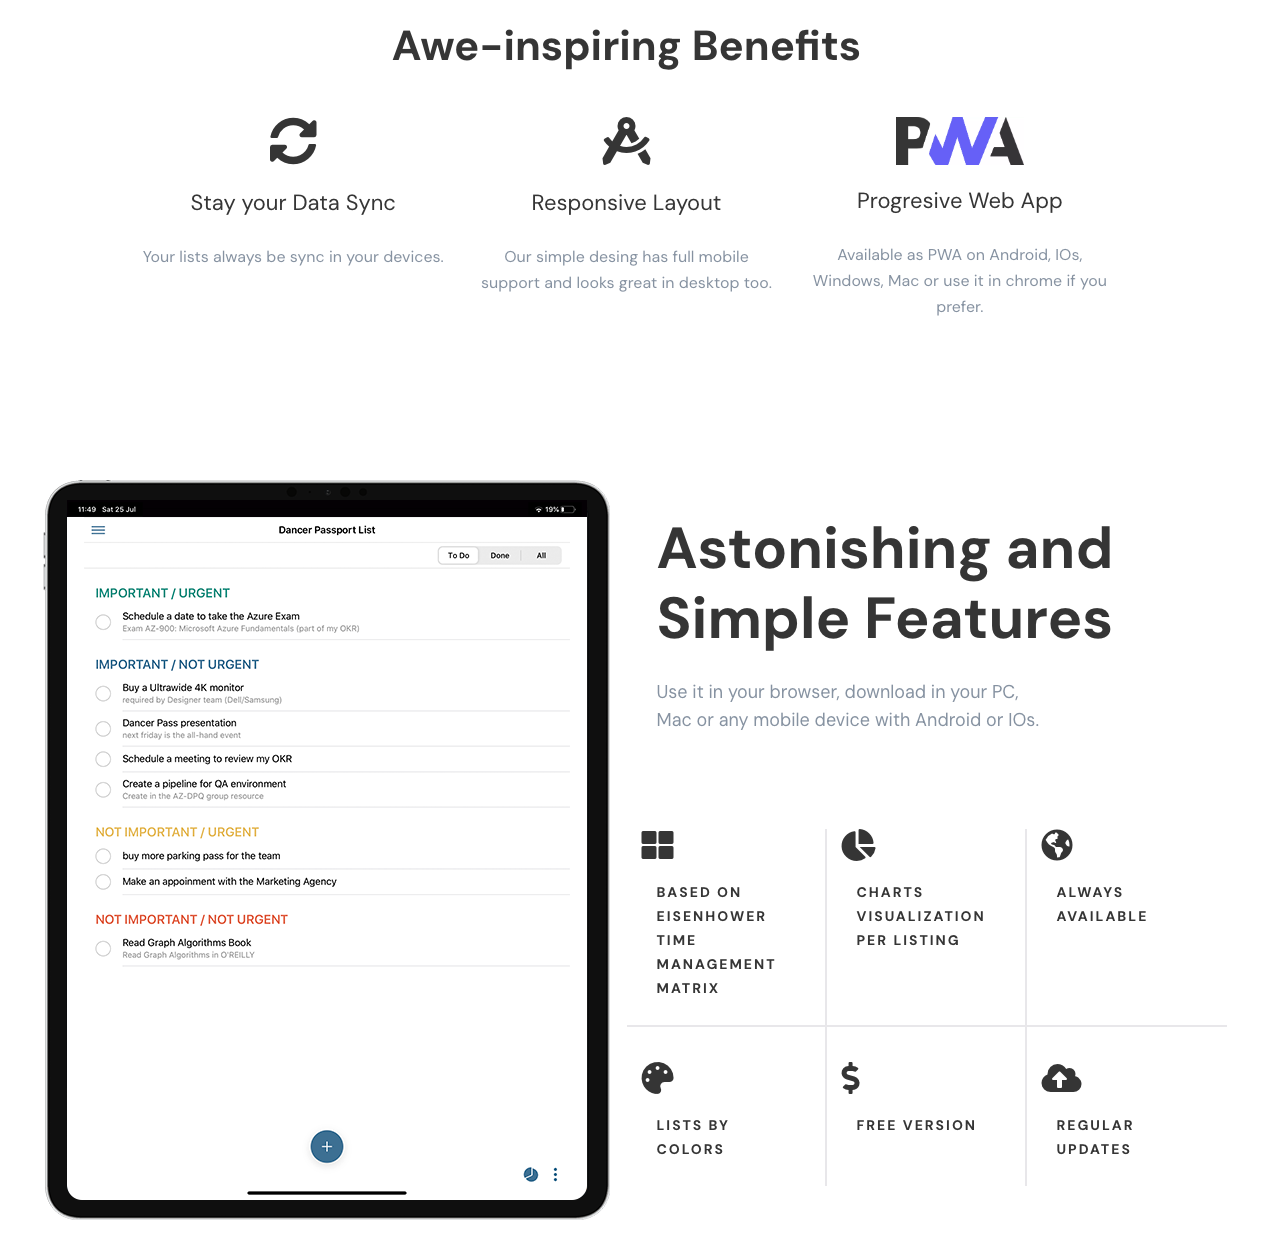 Awe-inspiring Benefits
PWA
Stay your Data Sync
Responsive Layout
Progresive Web App
Your lists always be sync in your devices.
Our simple desing has full mobile
support and looks great in desktop too.
Available as PWA on Android, IOs,
Windows, Mac or use it in chrome if you
prefer.
11:49 Sat 25 Jul
19%
Dancer Passport List
To Do
Done
All
IMPORTANT / URGENT
Schedule a date to take the Azure Exam
Exam AZ-900: Microsoft Azure Fundamentals (part of my OKR)
IMPORTANT / NOT URGENT
Buy a Ultrawide 4K monitor
required by Designer team (Dell/Samsung)
Dancer Pass presentation
next friday is the all-hand event
Schedule a meeting to review my OKR
Create a pipeline for QA environment
Create in the AZ-DPQ group resource
NOT IMPORTANT / URGENT
buy more parking pass for the team
Make an appoinment with the Marketing Agency
NOT IMPORTANT / NOT URGENT
Read Graph Algorithms Book
Read Graph Algorithms in O'REILLY
Astonishing and
Simple Features
Use it in your browser, download in your PC,
Mac or any mobile device with Android or IOs.
BASED ON
EISENHOWER
TIME
MANAGEMENT
MATRIX
CHARTS
VISUALIZATION
PER LISTING
ALWAYS
AVAILABLE
LISTS BY
COLORS
FREE VERSION
REGULAR
UPDATES